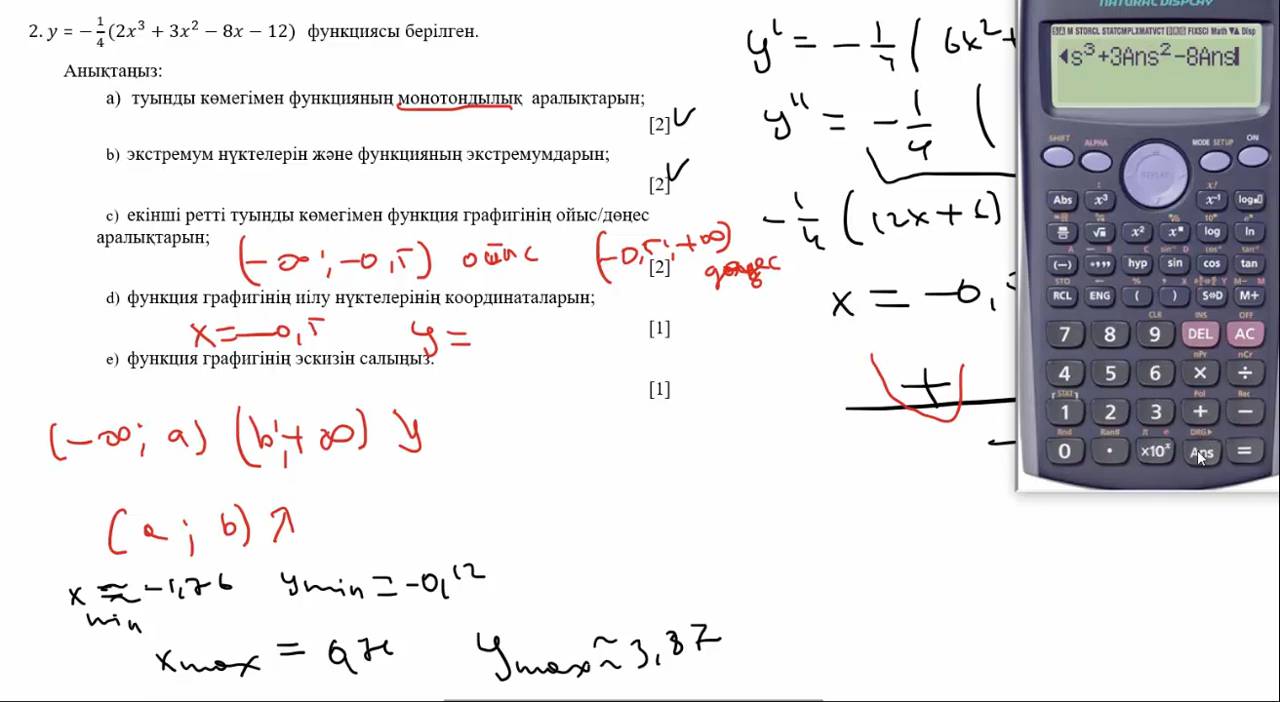 2. y = −1/4(2x³ + 3x² − 8x − 12) функциясы берілген.
Анықтаңыз:
a) туынды көмегімен функцияның монотондылық аралықтарын;
[2]
b) экстремум нүктелерін және функцияның экстремумдарын;
[2]
c) екінші ретті туынды көмегімен функция графигінің ойыс/дөңес
аралықтарын;
(−∞; −0,5) ойыс (−0,5; +∞) дөңес
[2]
d) функция графигінің иілу нүктелерінің координаталарын;
x = −0,5 y =
[1]
e) функция графигінің эскизін салыңыз.
[1]
(−∞; a) (b; +∞) ↘
(a; b) ↗
x min ≈ −1,76 y min = −0,12
x max = 0,76 y max ≈ 3,87
y' = −1/4 ( 6x² +
y'' = −1/4 (
−1/4 (12x + 6)
x = −0,
+
NATURAL DISPLAY
S A M STO RCL STAT CMPLX MAT VCT D R G FIX SCI Math ▼▲ Disp
s³+3Ans²−8Ans
SHIFT ALPHA REPLAY MODE SETUP ON
Abs x³ x⁻¹ log
√ x² log ln
(−) °''' hyp sin cos tan
RCL ENG ( ) S⇔D M+
7 8 9 DEL AC
4 5 6 × ÷
1 2 3 + −
0 · ×10ˣ Ans =